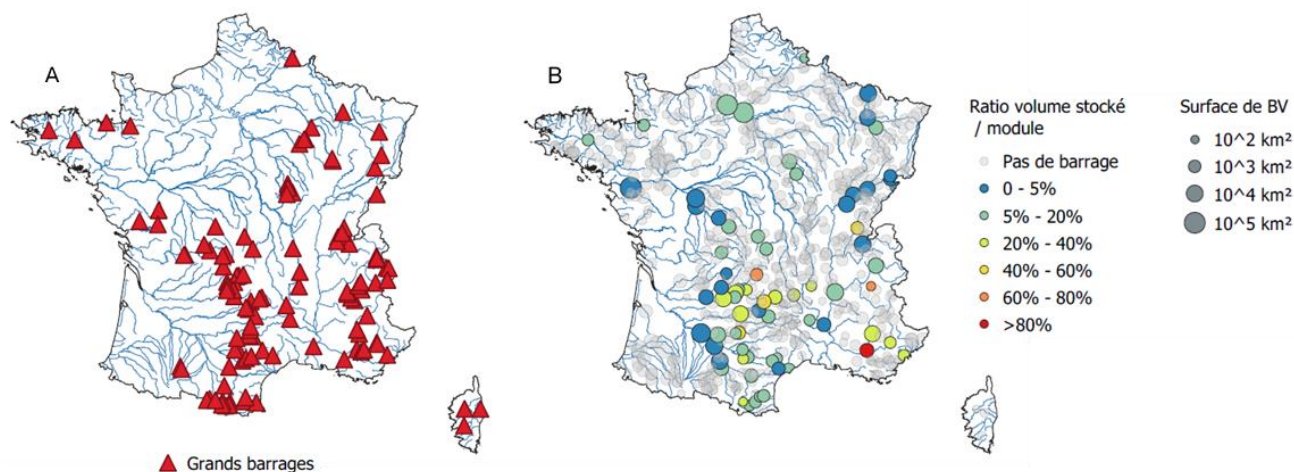 A
Grands barrages
B
Ratio volume stocké
/ module
Pas de barrage
0 - 5%
5% - 20%
20% - 40%
40% - 60%
60% - 80%
>80%
Surface de BV
10^2 km²
10^3 km²
10^4 km²
10^5 km²